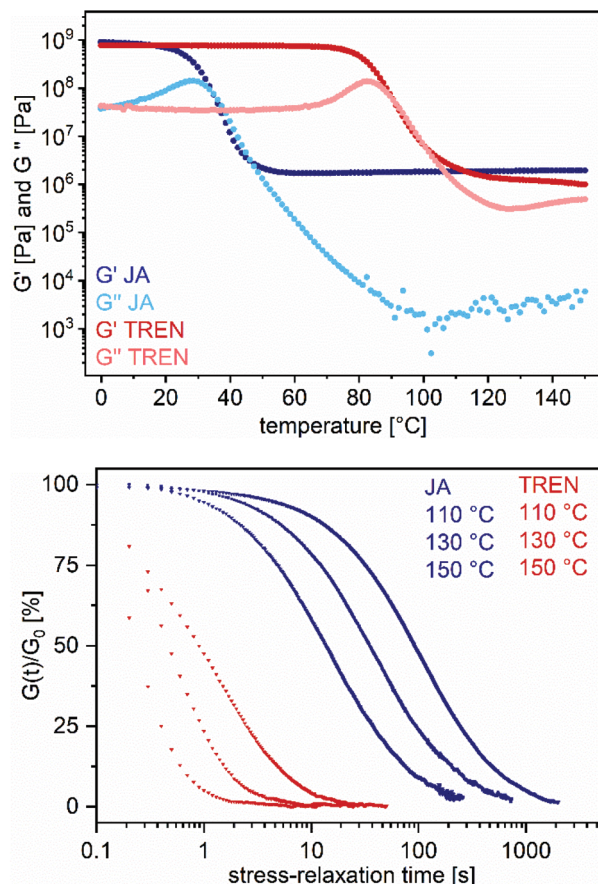 G' [Pa] and G '' [Pa]
10⁹
10⁸
10⁷
10⁶
10⁵
10⁴
10³
G' JA
G'' JA
G' TREN
G'' TREN
0 20 40 60 80 100 120 140
temperature [°C]
G(t)/G₀ [%]
100
75
50
25
0
JA TREN
110 °C 110 °C
130 °C 130 °C
150 °C 150 °C
0.1 1 10 100 1000
stress-relaxation time [s]